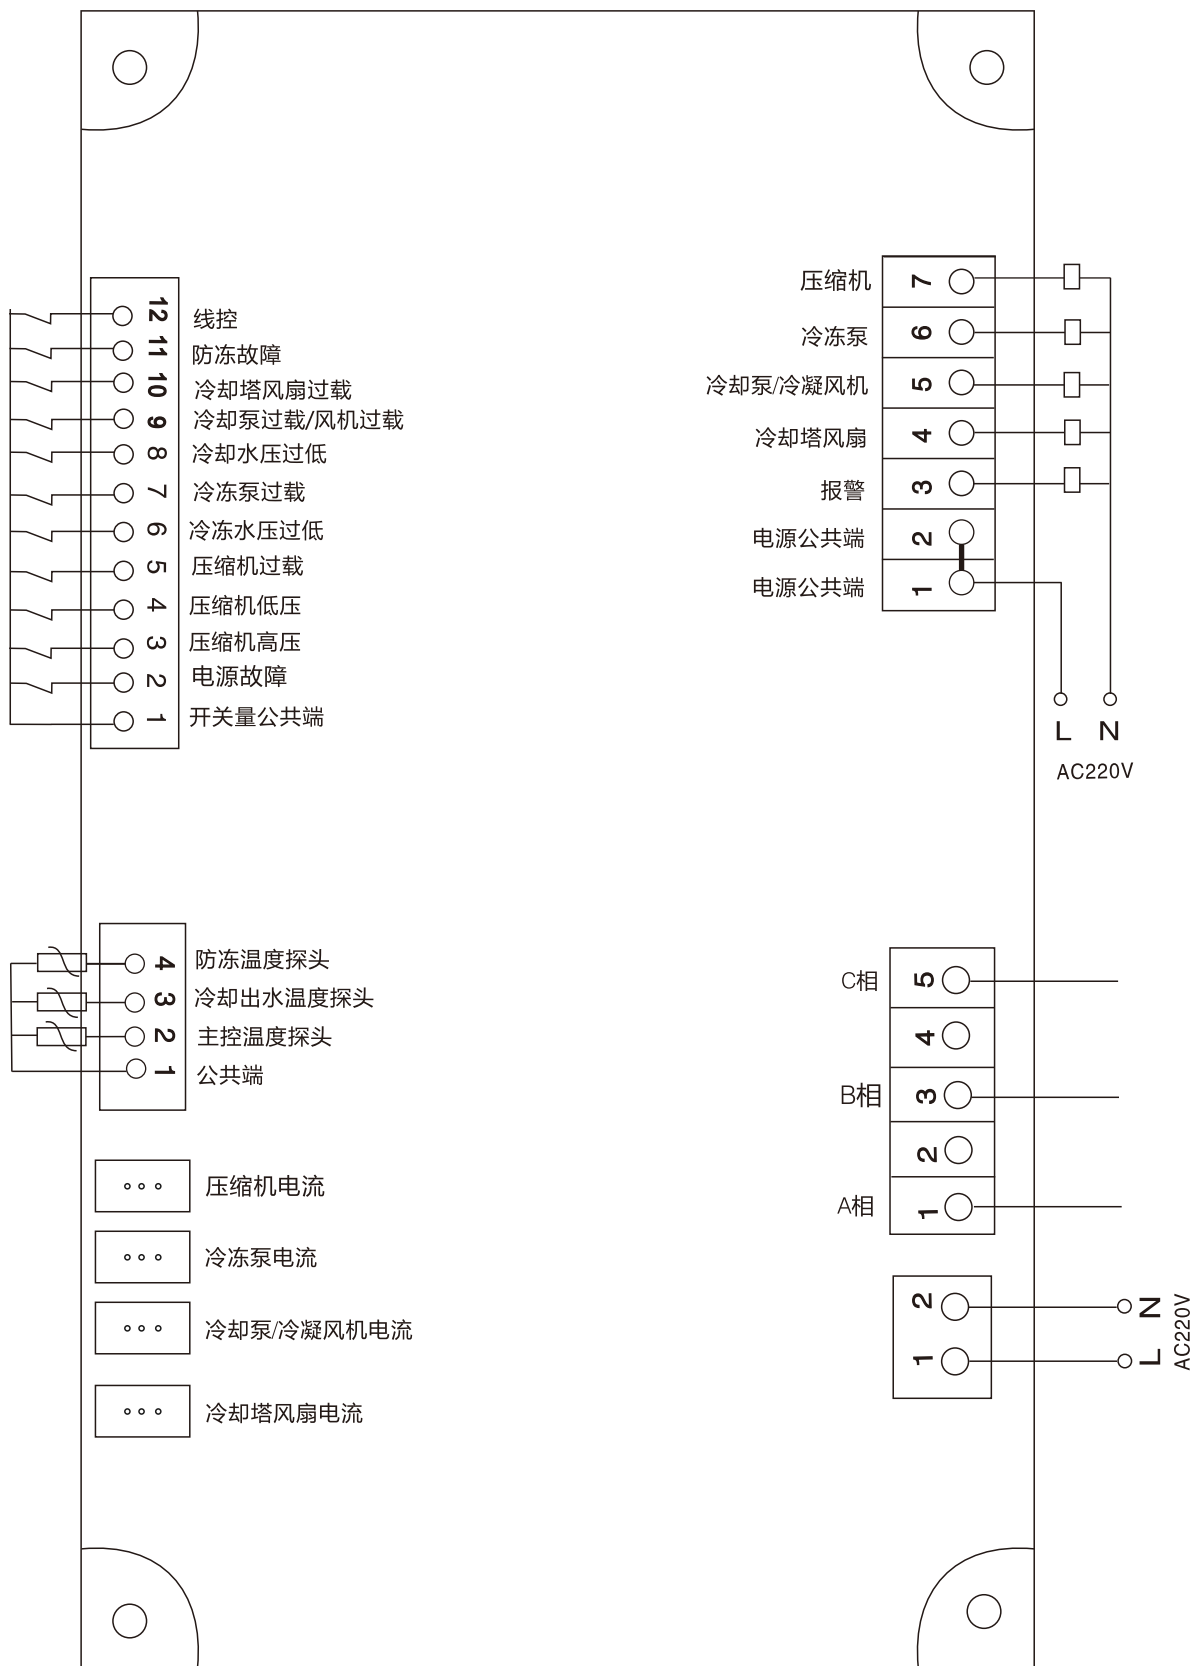 12 线控
11 防冻故障
10 冷却塔风扇过载
9 冷却泵过载/风机过载
8 冷却水压过低
7 冷冻泵过载
6 冷冻水压过低
5 压缩机过载
4 压缩机低压
3 压缩机高压
2 电源故障
1 开关量公共端
压缩机 7
冷冻泵 6
冷却泵/冷凝风机 5
冷却塔风扇 4
报警 3
电源公共端 2
电源公共端 1
L N
AC220V
4 防冻温度探头
3 冷却出水温度探头
2 主控温度探头
1 公共端
压缩机电流
冷冻泵电流
冷却泵/冷凝风机电流
冷却塔风扇电流
C相 5
4
B相 3
2
A相 1
2 N
1 L
AC220V